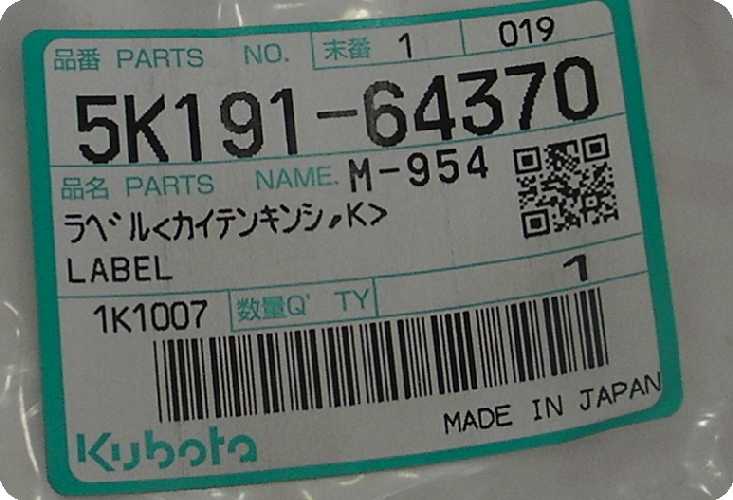 品番 PARTS NO. 末番 1 019
5K191-64370
品名 PARTS NAME. M-954
ラベル<カイテンキンシ,K>
LABEL
1K1007 数量Q' TY 1
Kubota MADE IN JAPAN